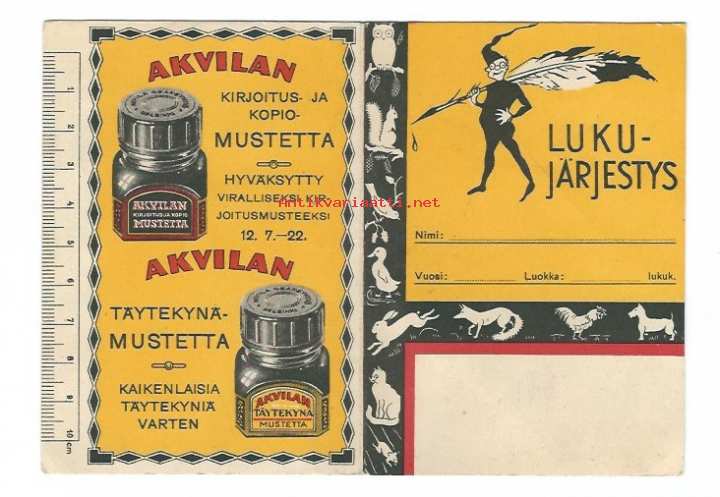 AKVILAN
KIRJOITUS- JA
KOPIO-
MUSTETTA
HYVÄKSYTTY
VIRALLISEKSI KIR-
JOITUSMUSTEEKSI
12. 7.—22.
AKVILAN
KIRJOITUS JA KOPIO
MUSTETTA
AKVILAN
TÄYTEKYNÄ-
MUSTETTA
KAIKENLAISIA
TÄYTEKYNIÄ
VARTEN
AKVILAN
TÄYTEKYNÄ
MUSTETTA
1
2
3
4
5
6
7
8
9
10 cm
LUKU-
JÄRJESTYS
Nimi:
Vuosi: Luokka: lukuk.
antikvariaatti.net